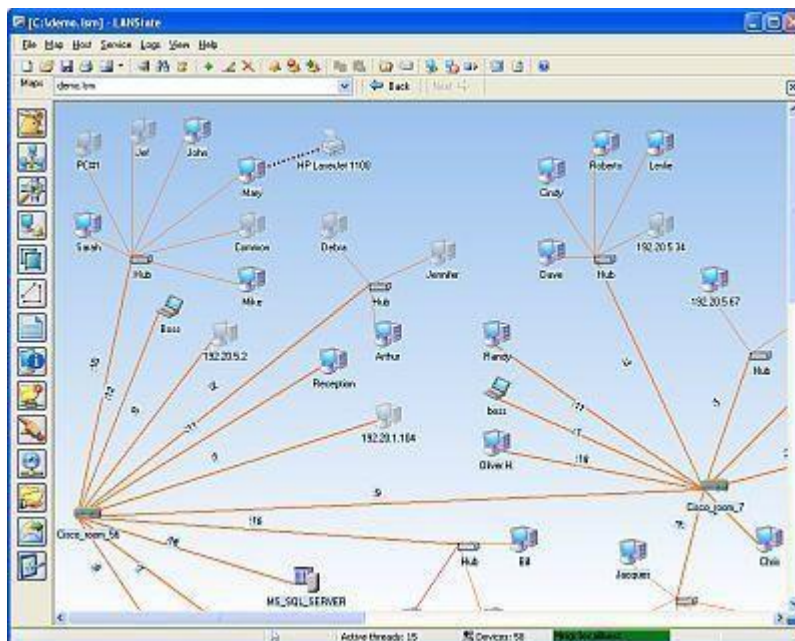 [C:\demo.lsm] - LANState
File Map Host Service Logs View Help
Maps demo.lsm Back Next
PC#1 Jef John
Mary HP LaserJet 1100
Sarah Hub Common
Mike
Debra Jennifer
Hub
Arthur
Cindy Roberto Leslie
Dave Hub 192.20.5.34
192.20.5.67
Hub
Boss 192.20.5.2
Reception
192.20.1.104
Randy
boss
Oliver H.
Cisco_room_56 Cisco_room_7
Hub Bill
Jacques Chris
MS_SQL_SERVER
Active threads: 15 Devices: 58